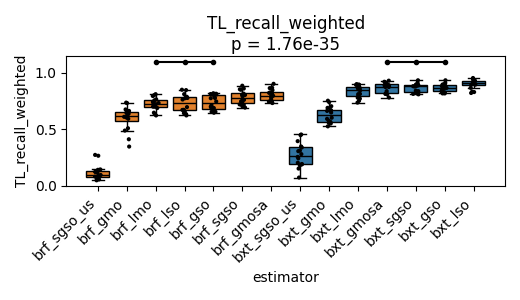 TL_recall_weighted
p = 1.76e-35
TL_recall_weighted
1.0
0.5
0.0
brf_sgso_us
brf_gmo
brf_lmo
brf_lso
brf_gso
brf_sgso
brf_gmosa
bxt_sgso_us
bxt_gmo
bxt_lmo
bxt_gmosa
bxt_sgso
bxt_gso
bxt_lso
estimator